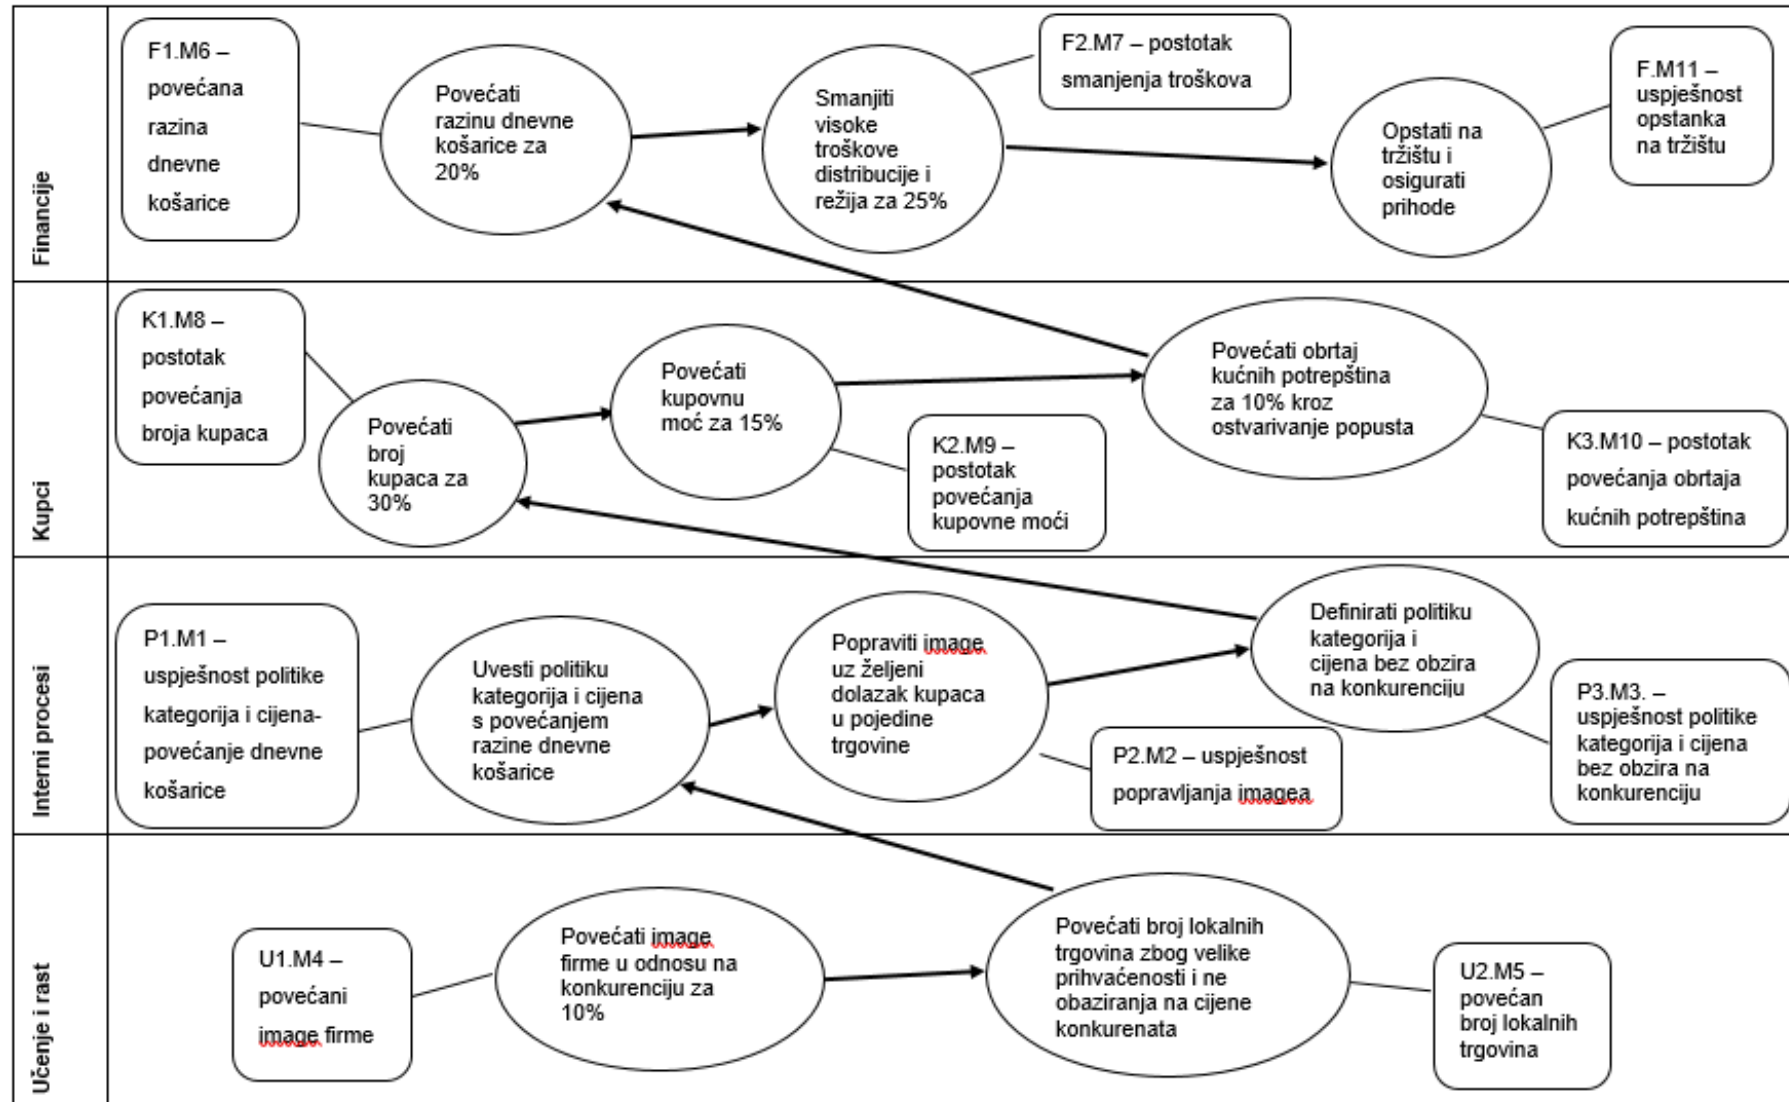 Financije
F1.M6 –
povećana
razina
dnevne
košarice
Povećati
razinu dnevne
košarice za
20%
Smanjiti
visoke
troškove
distribucije i
režija za 25%
F2.M7 – postotak
smanjenja troškova
Opstati na
tržištu i
osigurati
prihode
F.M11 –
uspješnost
opstanka
na tržištu
Kupci
K1.M8 –
postotak
povećanja
broja kupaca
Povećati
broj
kupaca za
30%
Povećati
kupovnu
moć za 15%
K2.M9 –
postotak
povećanja
kupovne moći
Povećati obrtaj
kućnih potrepština
za 10% kroz
ostvarivanje popusta
K3.M10 – postotak
povećanja obrtaja
kućnih potrepština
Interni procesi
P1.M1 –
uspješnost politike
kategorija i cijena-
povećanje dnevne
košarice
Uvesti politiku
kategorija i cijena
s povećanjem
razine dnevne
košarice
Popraviti image
uz željeni
dolazak kupaca
u pojedine
trgovine
P2.M2 – uspješnost
popravljanja imagea
Definirati politiku
kategorija i
cijena bez obzira
na konkurenciju
P3.M3. –
uspješnost politike
kategorija i cijena
bez obzira na
konkurenciju
Učenje i rast
U1.M4 –
povećani
image firme
Povećati image
firme u odnosu na
konkurenciju za
10%
Povećati broj lokalnih
trgovina zbog velike
prihvaćenosti i ne
obaziranja na cijene
konkurenata
U2.M5 –
povećan
broj lokalnih
trgovina